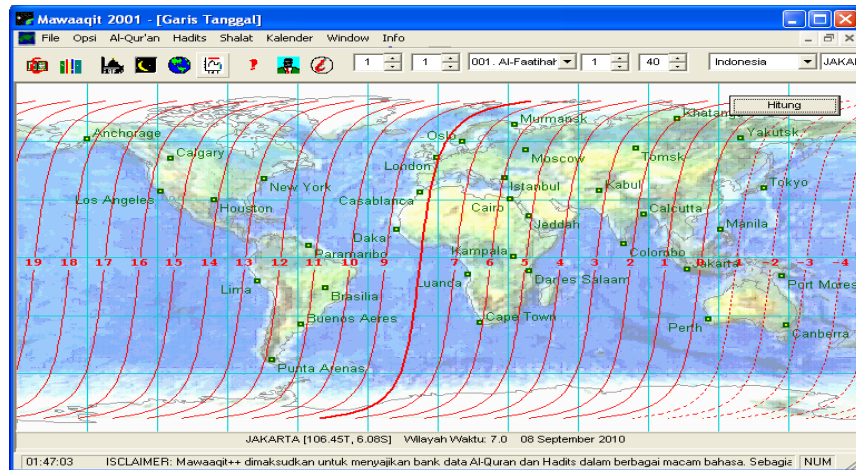 Mawaaqit 2001 - [Garis Tanggal]
File Opsi Al-Qur'an Hadits Shalat Kalender Window Info
1 1 001. Al-Faatihah 1 40 Indonesia JAKAR
Hitung
Murmansk
Khatanga
Anchorage
Oslo
Yakutsk
Calgary
London
Moscow
Tomsk
New York
Istanbul
Kabul
Tokyo
Los Angeles
Houston
Casablanca
Cairo
Jeddah
Calcutta
Manila
Dakar
Paramaribo
Kampala
Colombo
19 18 17 16 15 14 13 12 11 -10 9 7 6 5 4 2 1 0 -1 -2 -3 -4
Jakarta
Lima
Brasilial
Luanda
Darles Salaam
Port Mores
Buenos Aeres
Cape Town
Perth
Canberra
Punta Arenas
JAKARTA [106.45T, 6.08S] Wilayah Waktu: 7.0 08 September 2010
01:47:03 ISCLAIMER: Mawaaqit++ dimaksudkan untuk menyajikan bank data Al-Quran dan Hadits dalam berbagai macam bahasa. Sebagia NUM